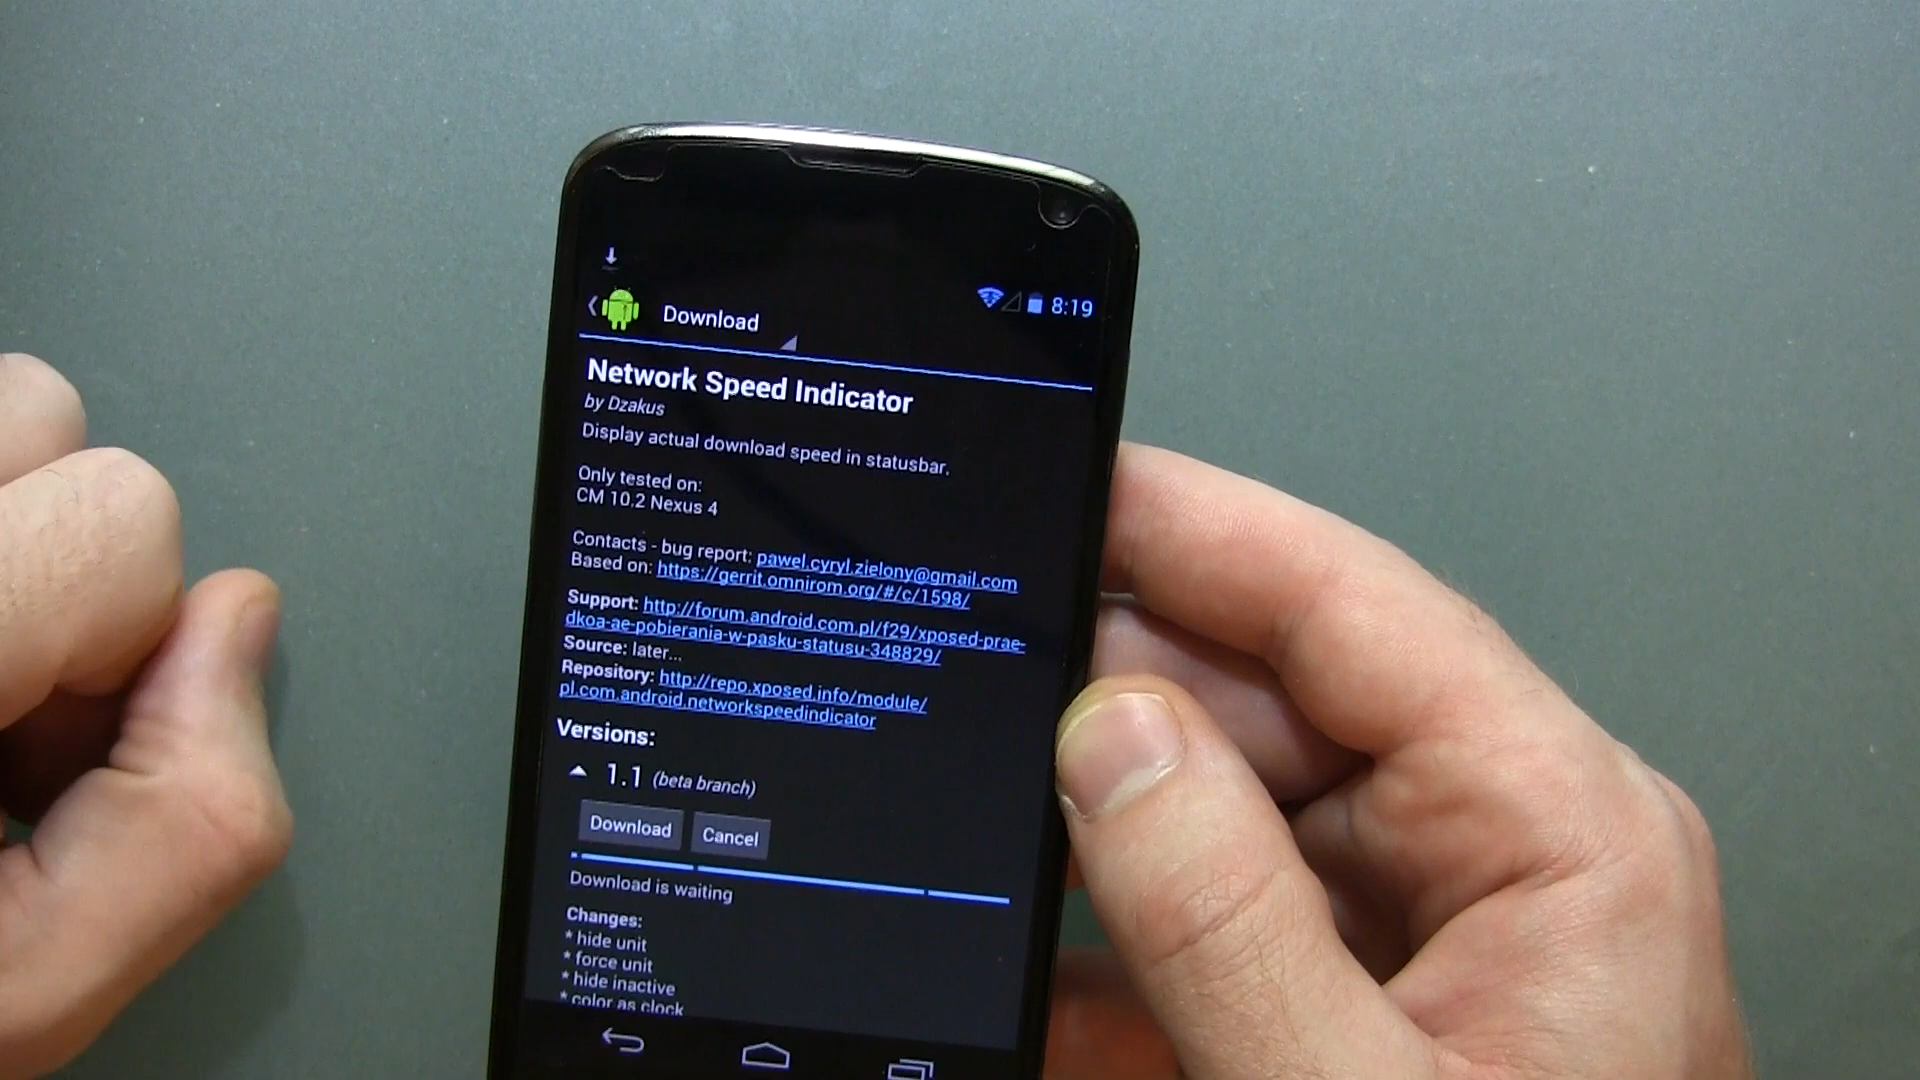 8:19
Download
Network Speed Indicator
by Dzakus
Display actual download speed in statusbar.
Only tested on:
CM 10.2 Nexus 4
Contacts - bug report: pawel.cyryl.zielony@gmail.com
Based on: https://gerrit.omnirom.org/#/c/1598/
Support: http://forum.android.com.pl/f29/xposed-prae-
dkoa-ae-pobierania-w-pasku-statusu-348829/
Source: later...
Repository: http://repo.xposed.info/module/
pl.com.android.networkspeedindicator
Versions:
1.1 (beta branch)
Download Cancel
Download is waiting
Changes:
* hide unit
* force unit
* hide inactive
* color as clock